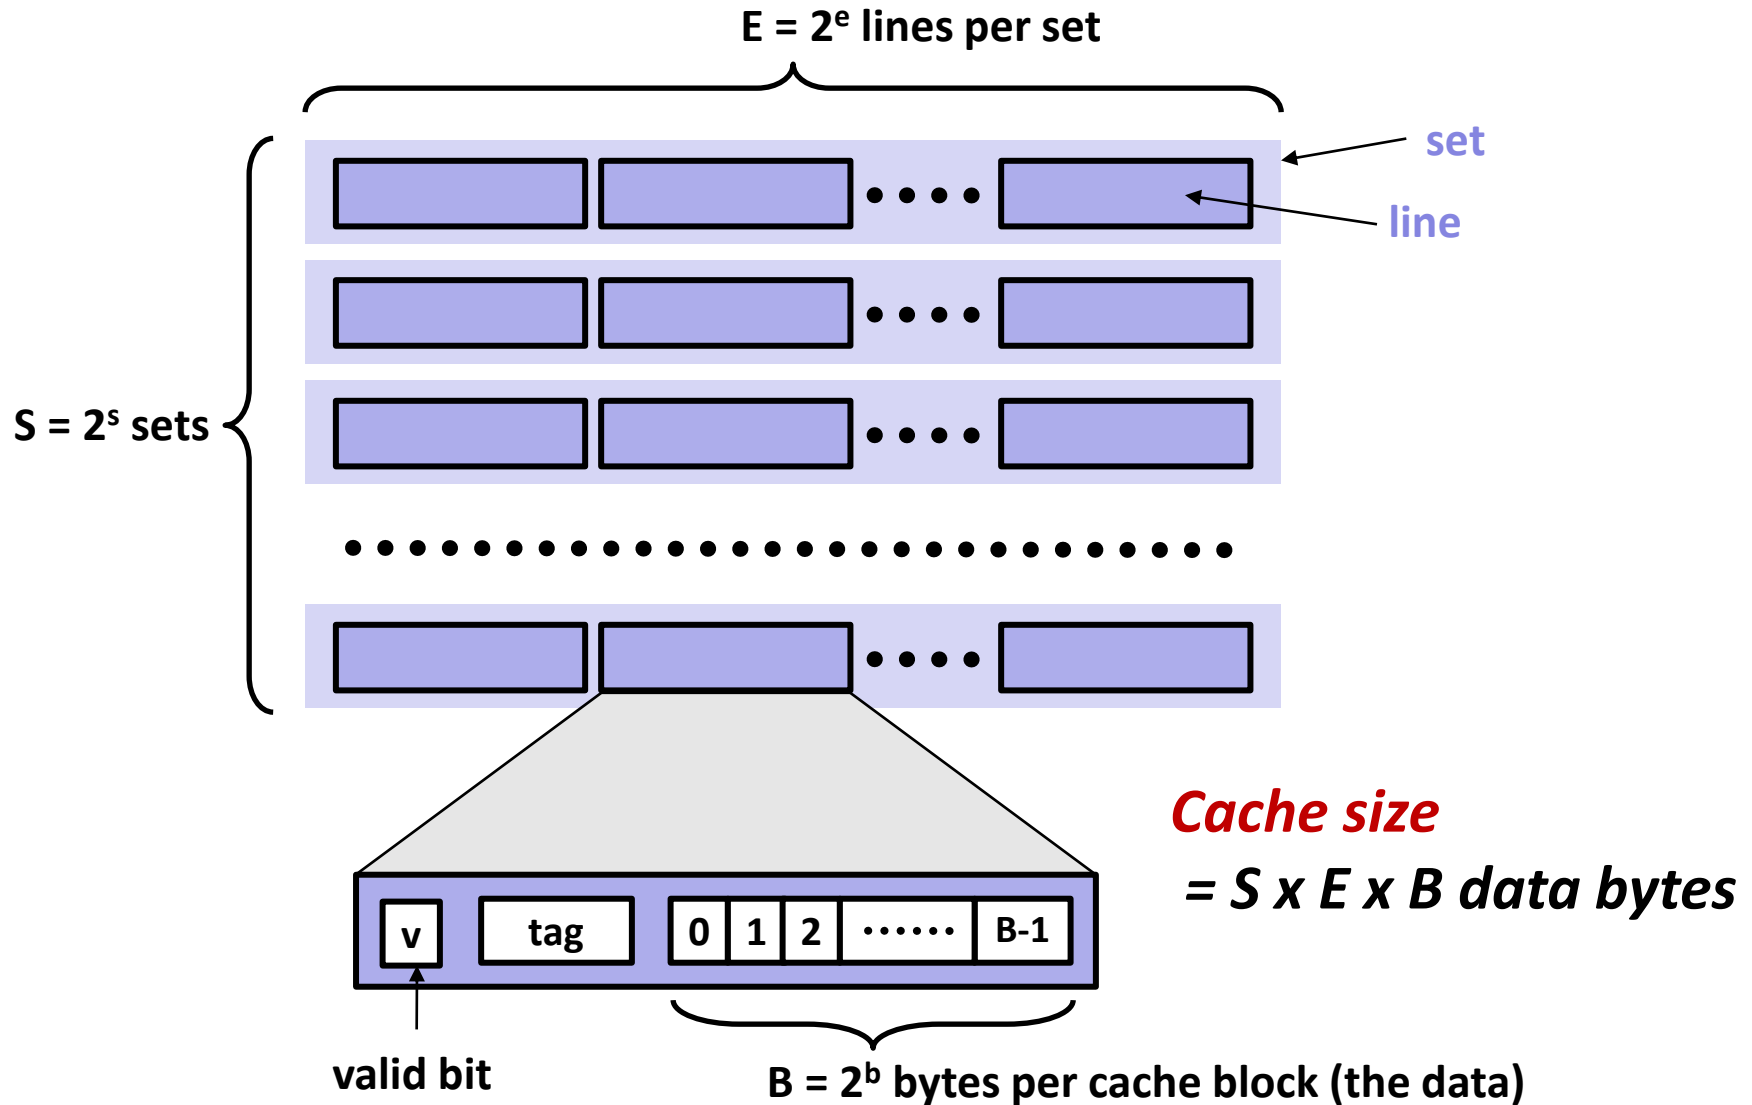 E = 2ᵉ lines per set
set
line
S = 2ˢ sets
Cache size
= S x E x B data bytes
v
tag
0 1 2 •••••• B-1
valid bit
B = 2ᵇ bytes per cache block (the data)